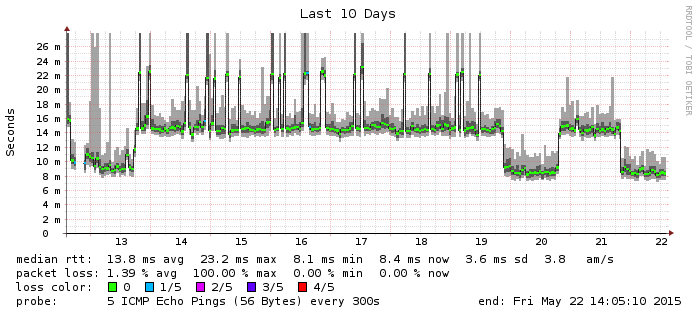 Last 10 Days
RRDTOOL / TOBI OETIKER
Seconds
26 m
24 m
22 m
20 m
18 m
16 m
14 m
12 m
10 m
8 m
6 m
4 m
2 m
0
13 14 15 16 17 18 19 20 21 22
median rtt: 13.8 ms avg 23.2 ms max 8.1 ms min 8.4 ms now 3.6 ms sd 3.8 am/s
packet loss: 1.39 % avg 100.00 % max 0.00 % min 0.00 % now
loss color: 0 1/5 2/5 3/5 4/5
probe: 5 ICMP Echo Pings (56 Bytes) every 300s end: Fri May 22 14:05:10 2015